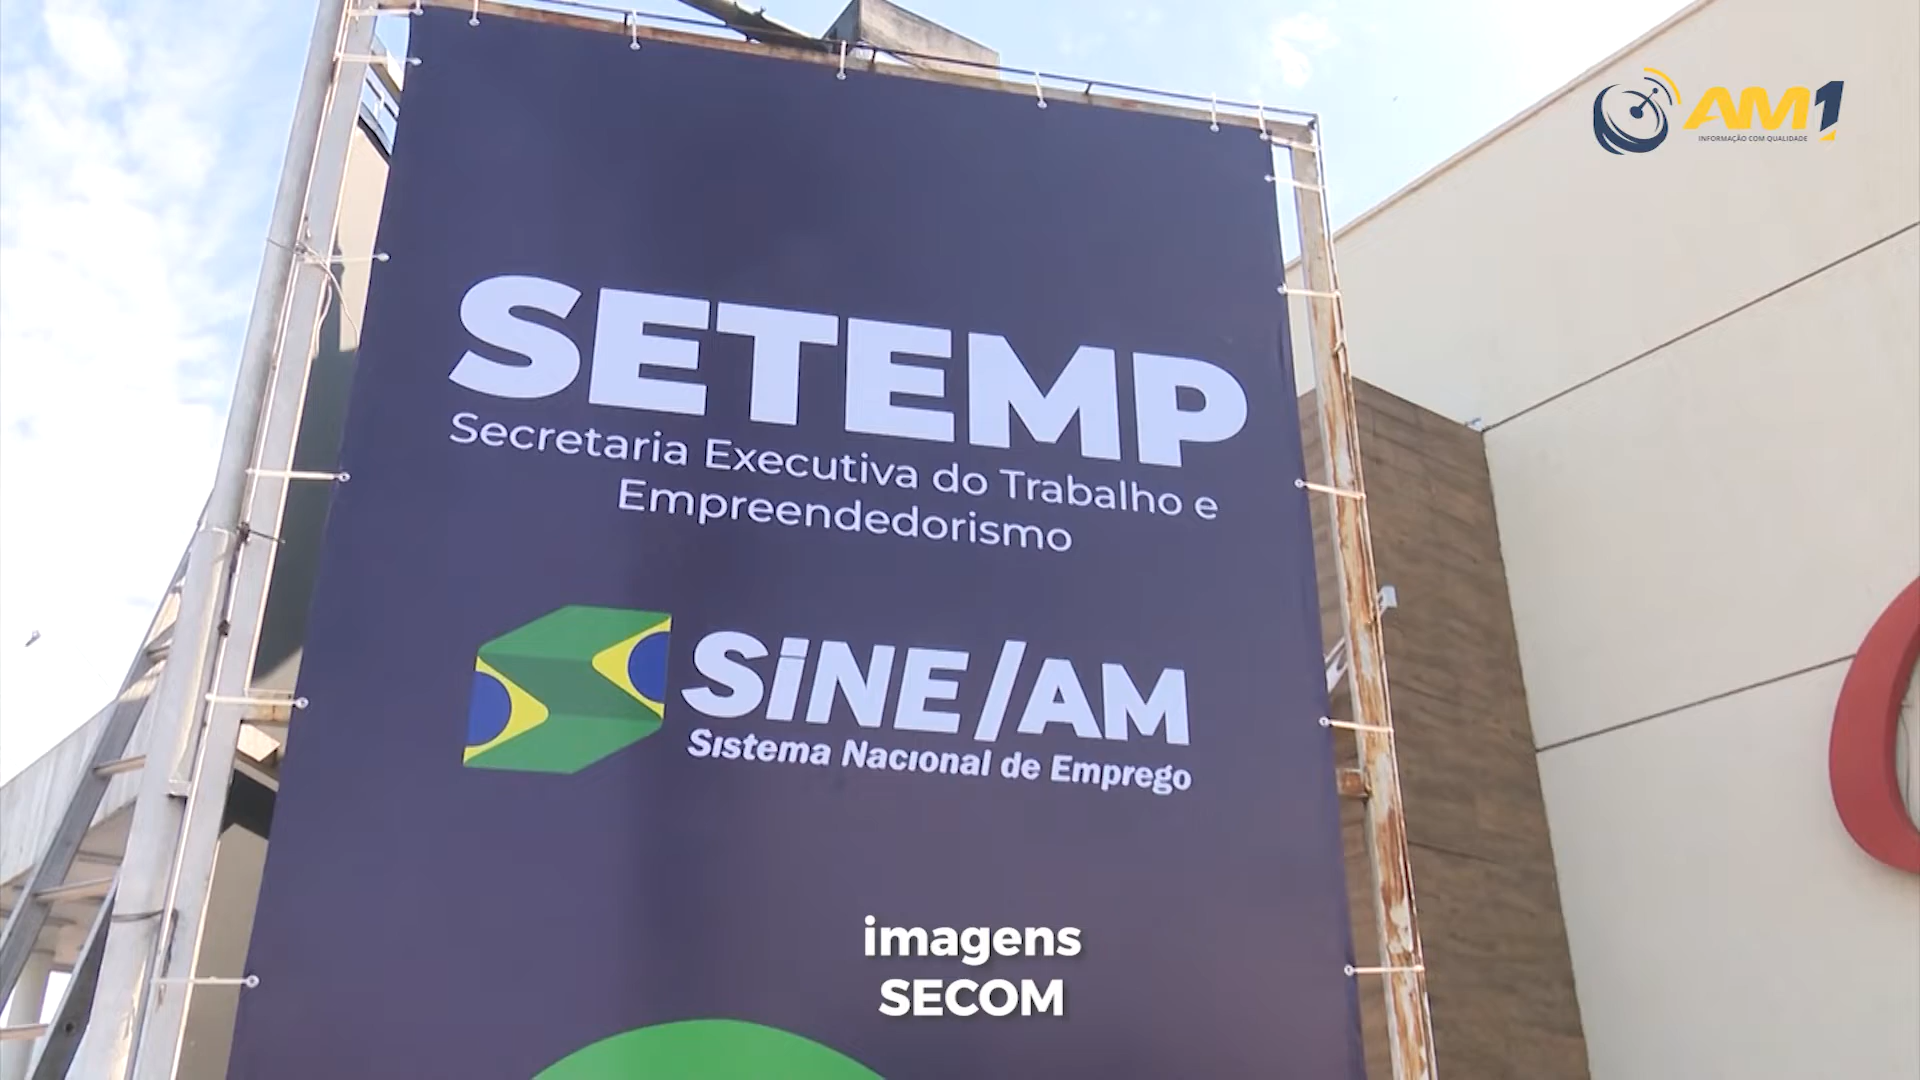 AM1
INFORMAÇÃO COM QUALIDADE
SETEMP
Secretaria Executiva do Trabalho e
Empreendedorismo
SiNE/AM
Sistema Nacional de Emprego
imagens
SECOM